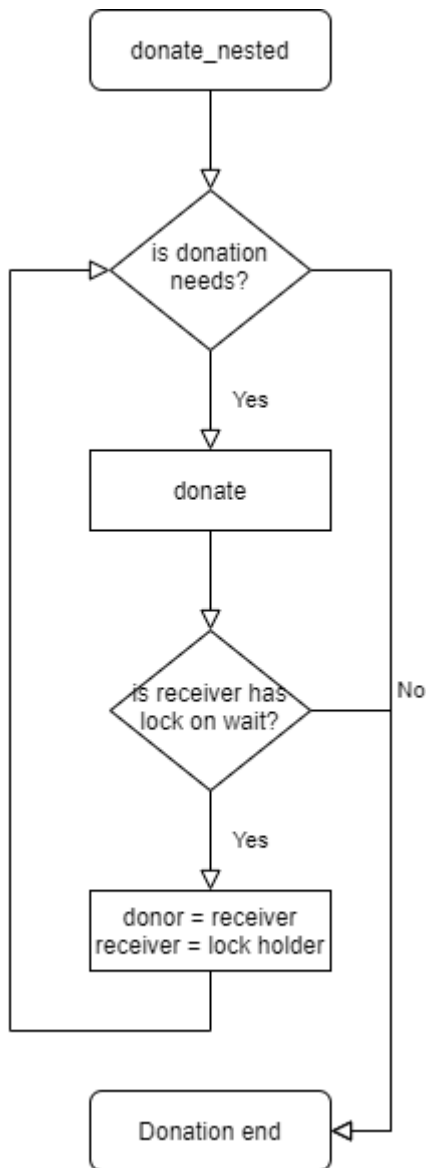 donate_nested
is donation
needs?
Yes
donate
is receiver has
lock on wait?
No
Yes
donor = receiver
receiver = lock holder
Donation end